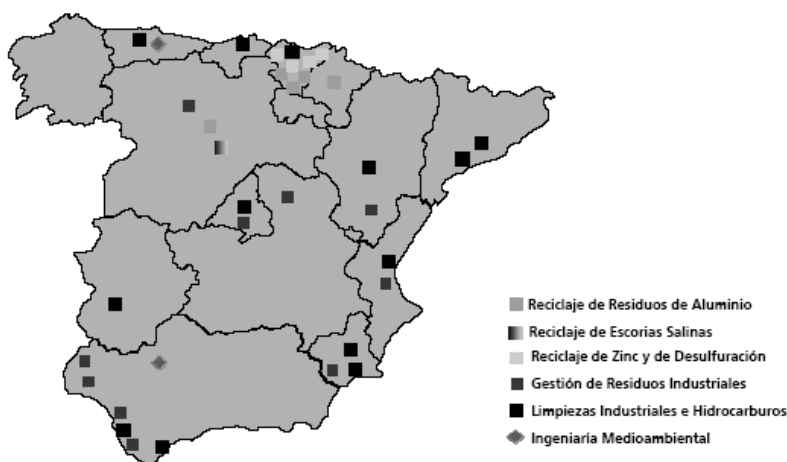 Reciclaje de Residuos de Aluminio
Reciclaje de Escorias Salinas
Reciclaje de Zinc y de Desulfuración
Gestión de Residuos Industriales
Limpiezas Industriales e Hidrocarburos
Ingeniaría Medioambiental